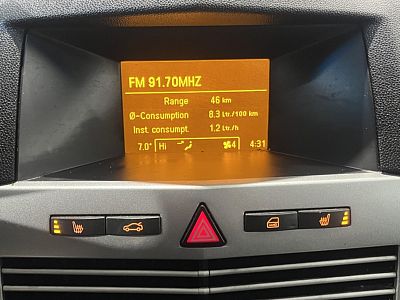 FM 91.70MHZ
Range 46 km
Ø-Consumption 8.3 Ltr./100 km
Inst. consumpt. 1.2 Ltr./h
7.0° Hi 4 4:31